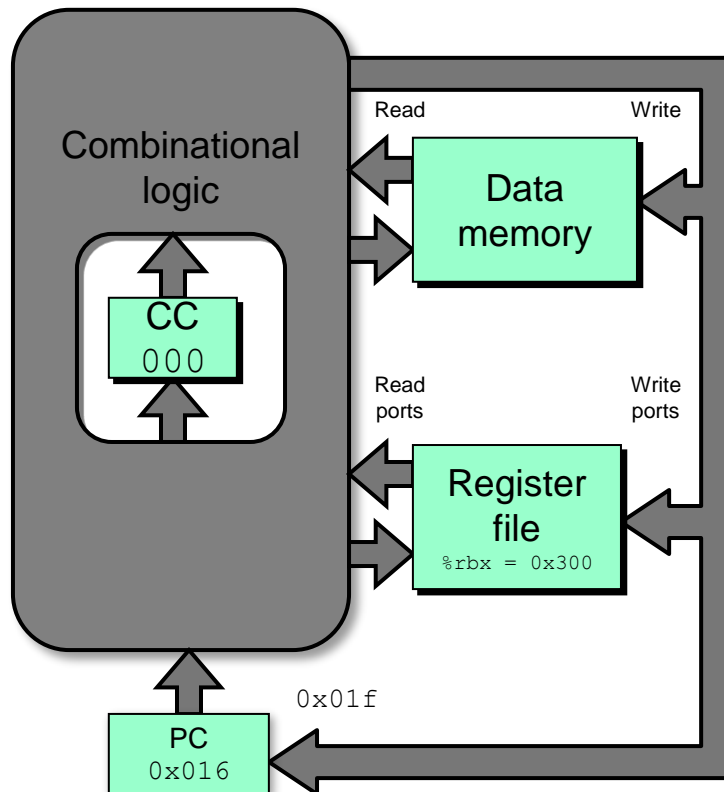 Read
Write
Combinational
logic
Data
memory
CC
000
Read
ports
Write
ports
Register
file
%rbx = 0x300
0x01f
PC
0x016